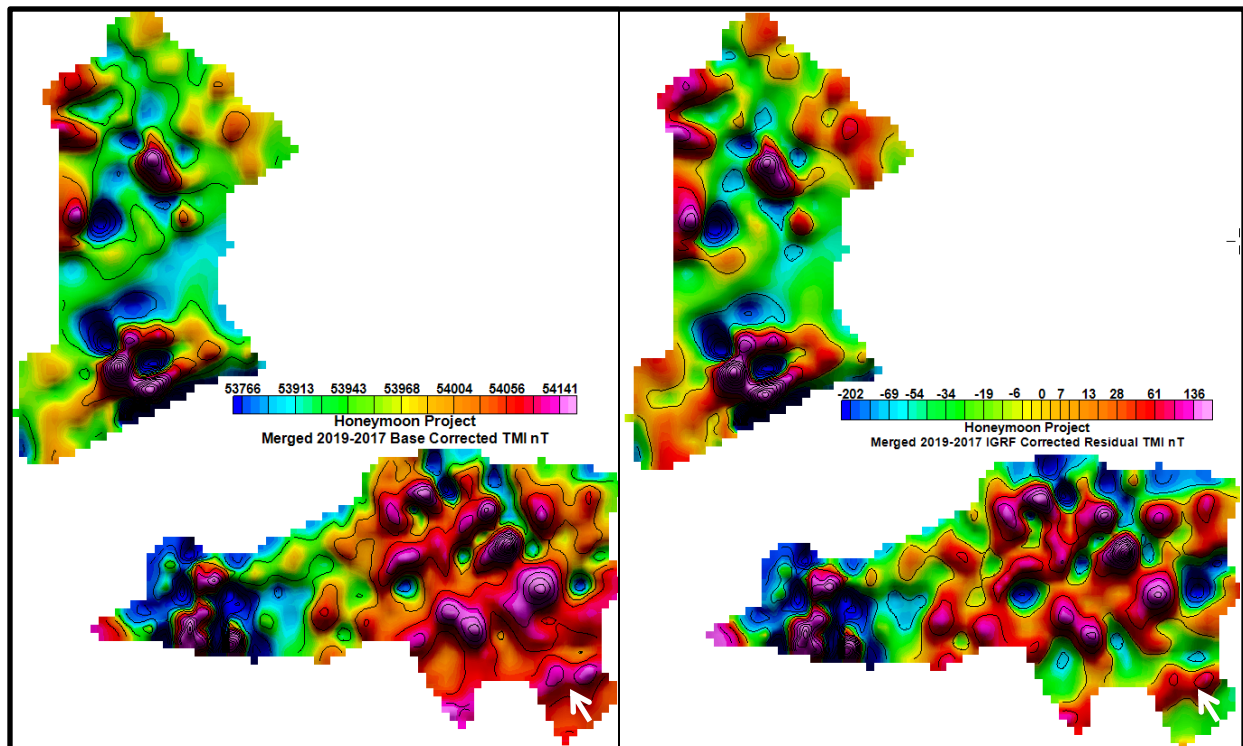 53766 53913 53943 53968 54004 54056 54141
Honeymoon Project
Merged 2019-2017 Base Corrected TMI nT
-202 -69 -54 -34 -19 -6 0 7 13 28 61 136
Honeymoon Project
Merged 2019-2017 IGRF Corrected Residual TMI nT